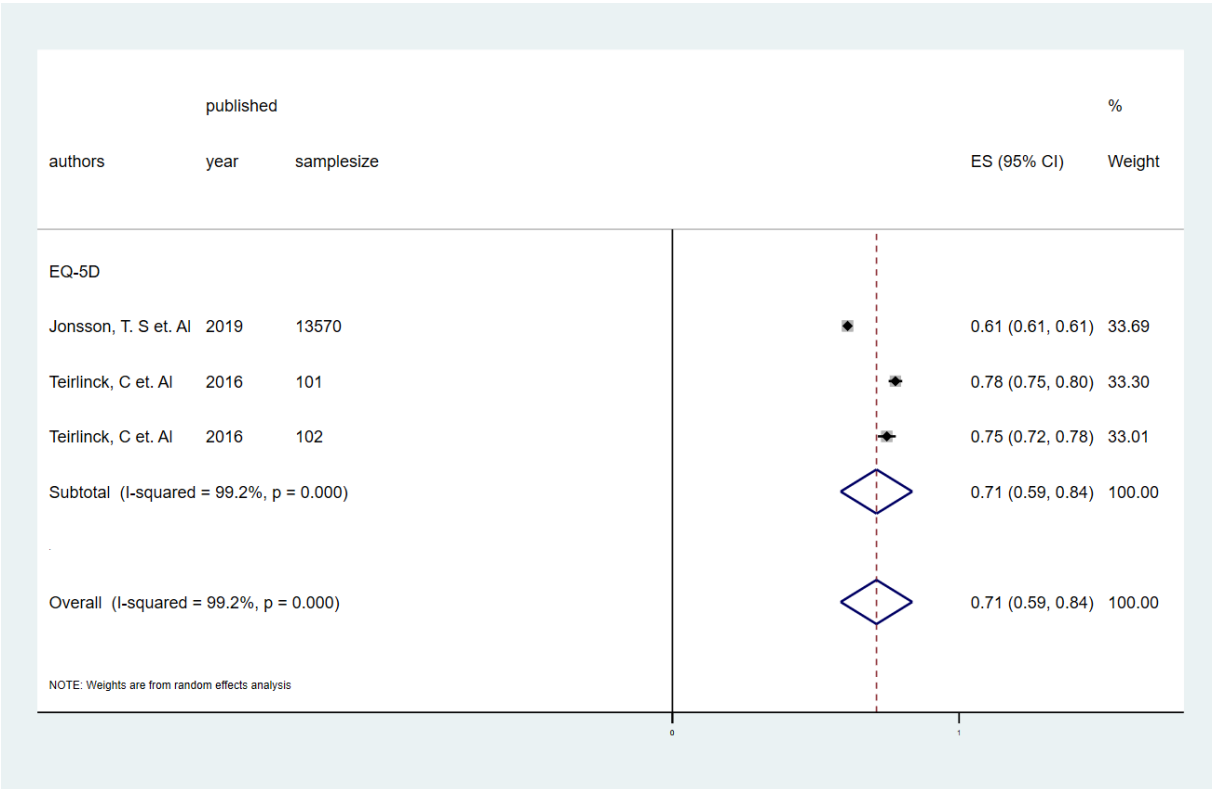 published %
authors year samplesize ES (95% CI) Weight
EQ-5D
Jonsson, T. S et. Al 2019 13570 0.61 (0.61, 0.61) 33.69
Teirlinck, C et. Al 2016 101 0.78 (0.75, 0.80) 33.30
Teirlinck, C et. Al 2016 102 0.75 (0.72, 0.78) 33.01
Subtotal (I-squared = 99.2%, p = 0.000) 0.71 (0.59, 0.84) 100.00
.
Overall (I-squared = 99.2%, p = 0.000) 0.71 (0.59, 0.84) 100.00
NOTE: Weights are from random effects analysis
0 1